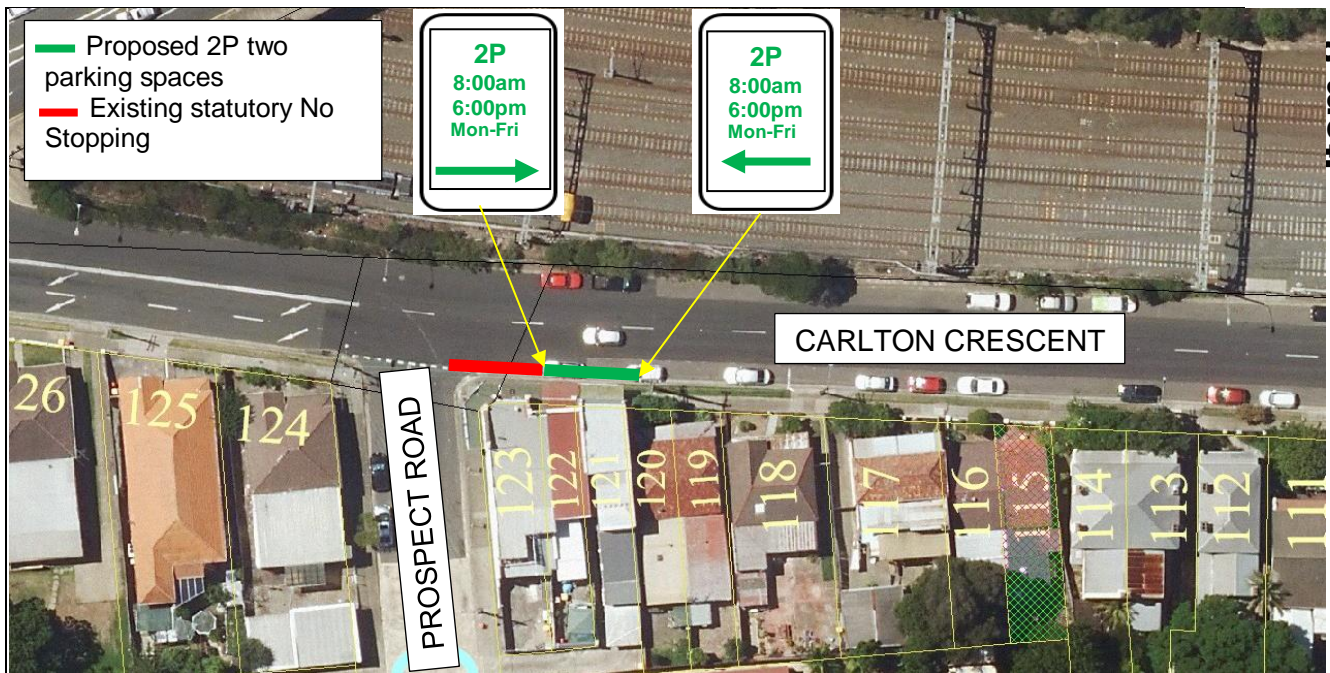 Proposed 2P two
parking spaces
Existing statutory No
Stopping
2P
8:00am
6:00pm
Mon-Fri
2P
8:00am
6:00pm
Mon-Fri
CARLTON CRESCENT
PROSPECT ROAD
26
125
124
123
122
121
120
119
118
117
116
115
114
113
112
111